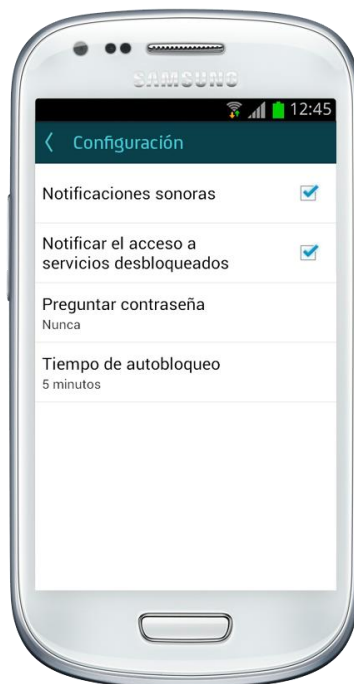 SAMSUNG
12:45
Configuración
Notificaciones sonoras
Notificar el acceso a
servicios desbloqueados
Preguntar contraseña
Nunca
Tiempo de autobloqueo
5 minutos